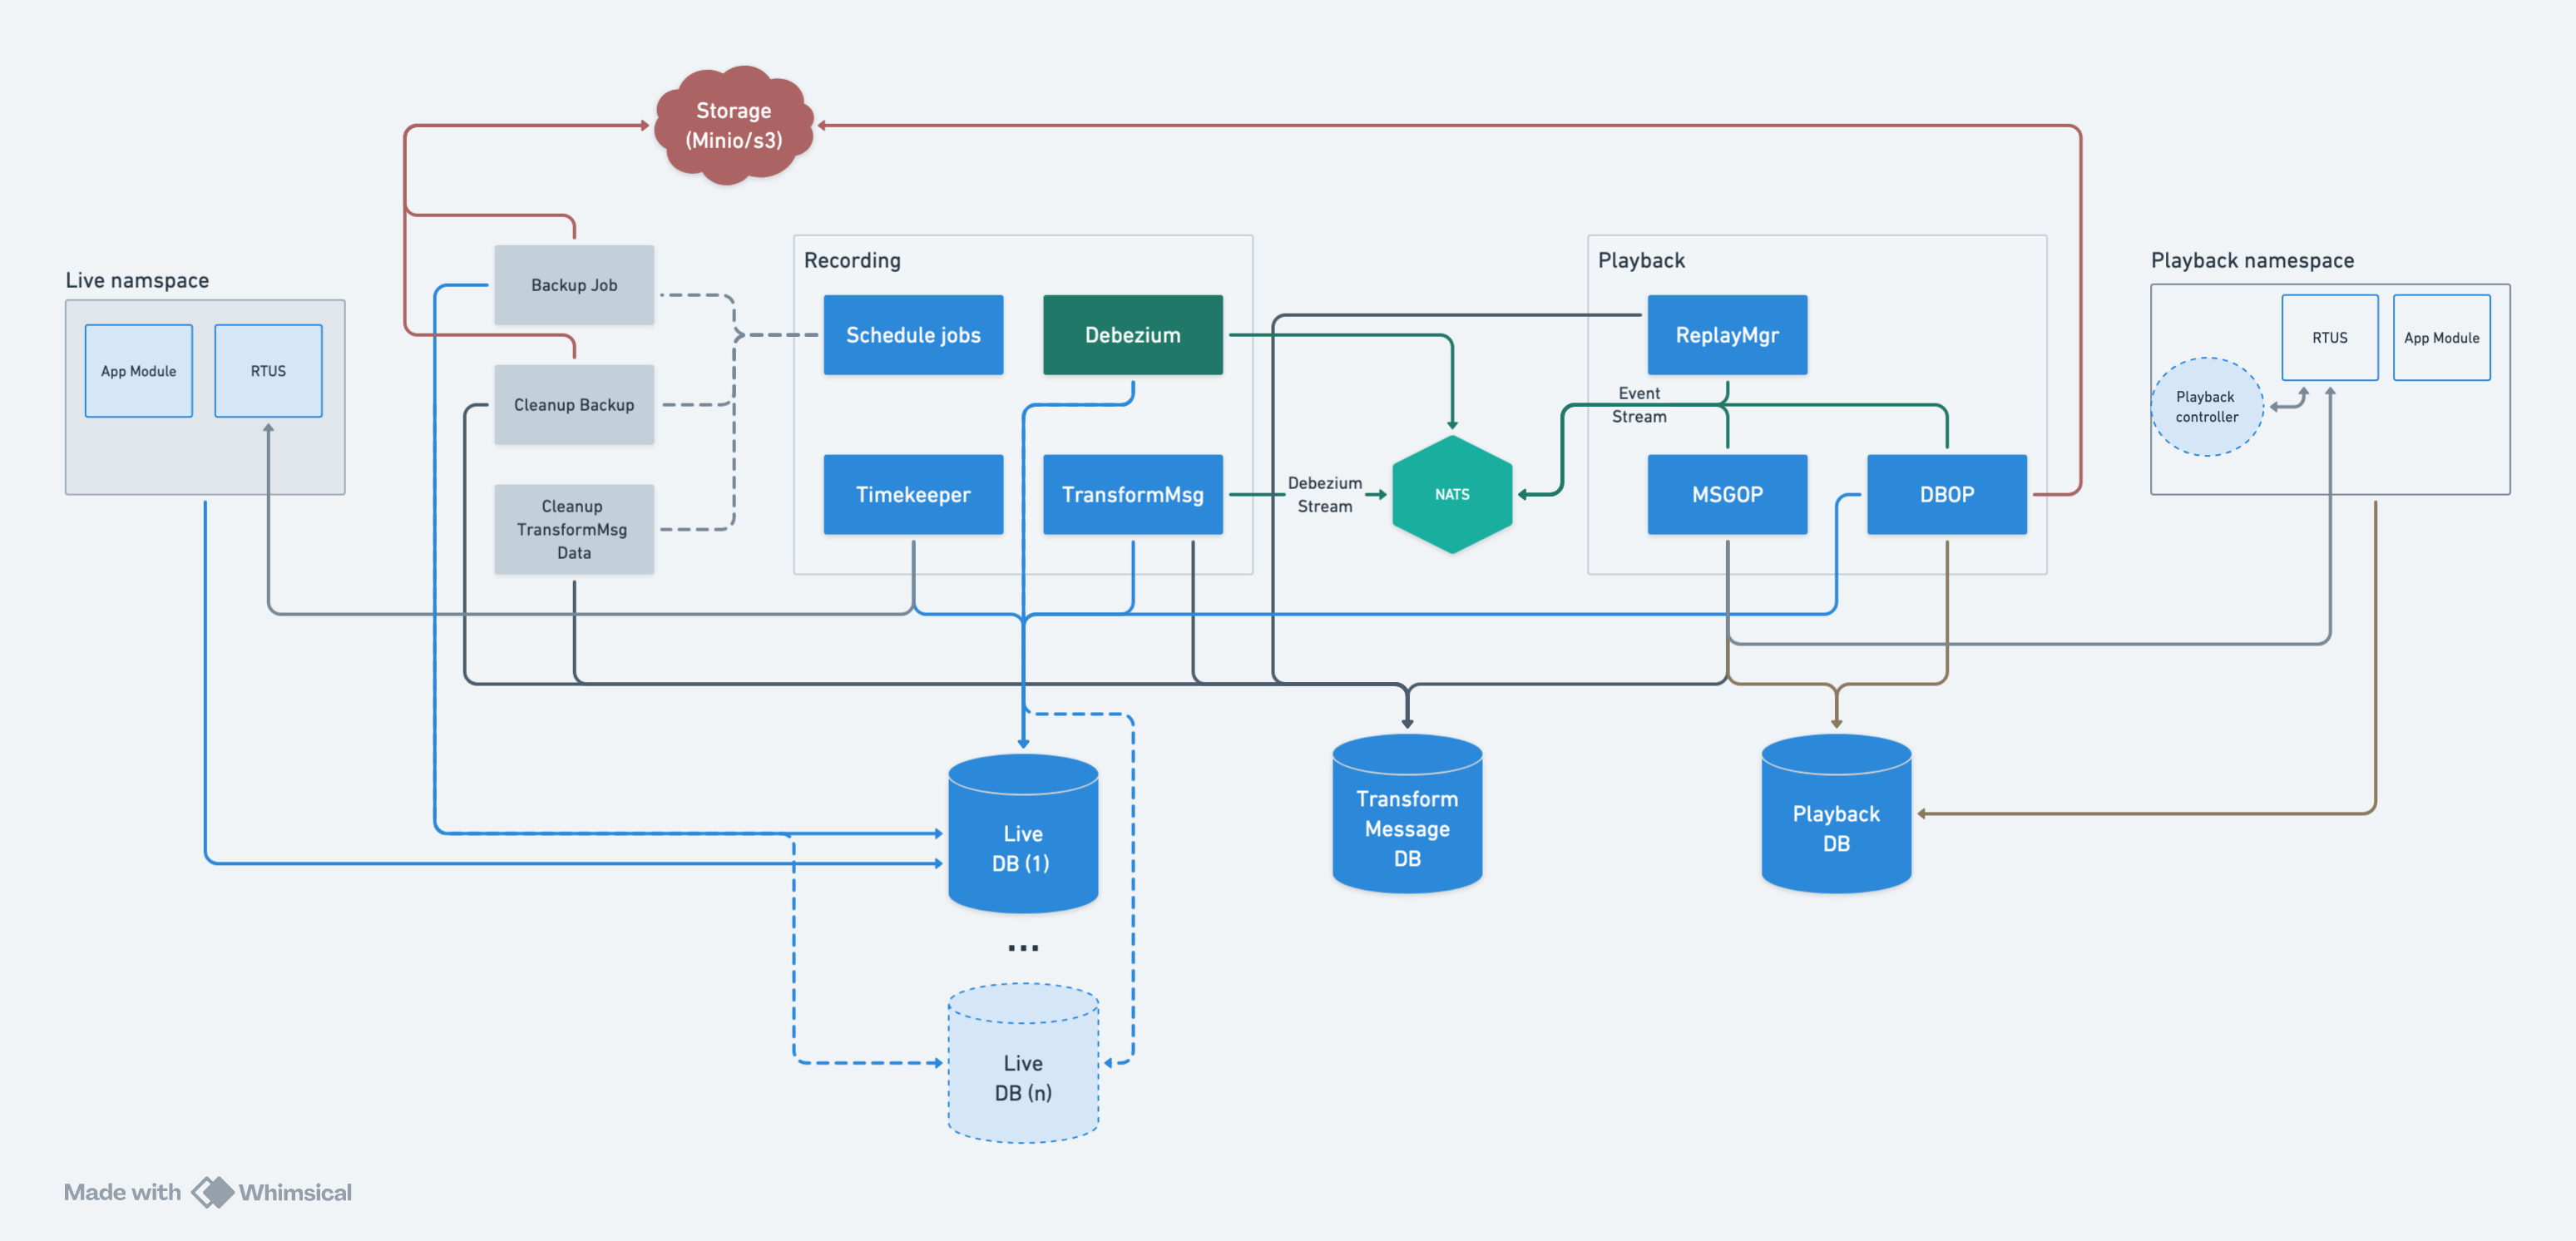 Storage
(Minio/s3)
Live namspace
App Module
RTUS
Backup Job
Cleanup Backup
Cleanup
TransformMsg
Data
Recording
Schedule jobs
Debezium
Timekeeper
TransformMsg
Debezium
Stream
NATS
Event
Stream
Playback
ReplayMgr
MSGOP
DBOP
Playback namespace
RTUS
App Module
Playback
controller
Live
DB (1)
...
Live
DB (n)
Transform
Message
DB
Playback
DB
Made with Whimsical